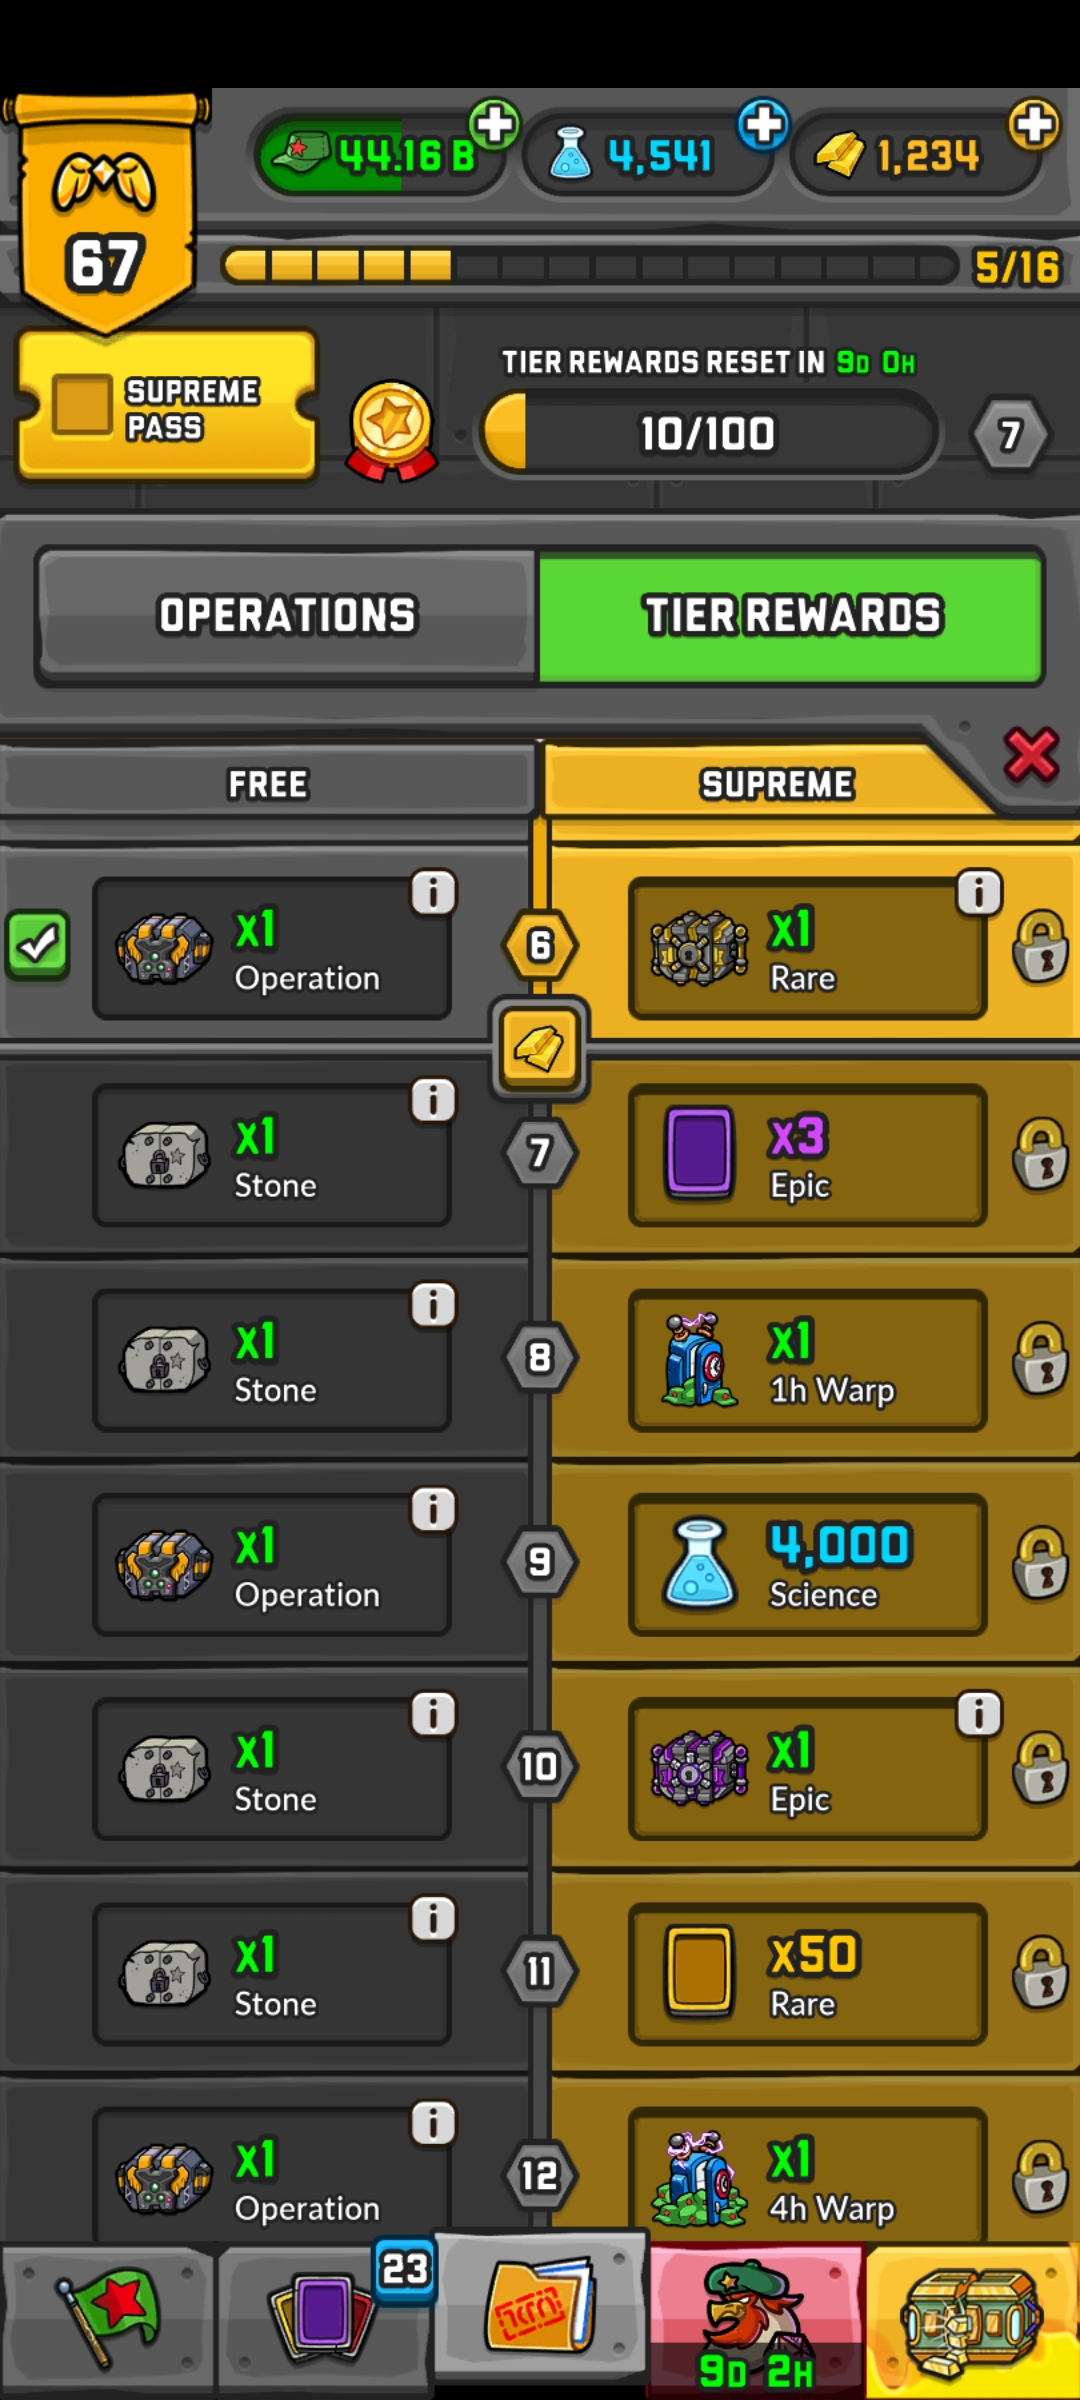 44.16 B
4,541
1,234
67
5/16
SUPREME
PASS
TIER REWARDS RESET IN 9D 0H
10/100
7
OPERATIONS
TIER REWARDS
FREE
SUPREME
X1
Operation
6
X1
Rare
X1
Stone
7
X3
Epic
X1
Stone
8
X1
1h Warp
X1
Operation
9
4,000
Science
X1
Stone
10
X1
Epic
X1
Stone
11
X50
Rare
X1
Operation
12
X1
4h Warp
23
9D 2H